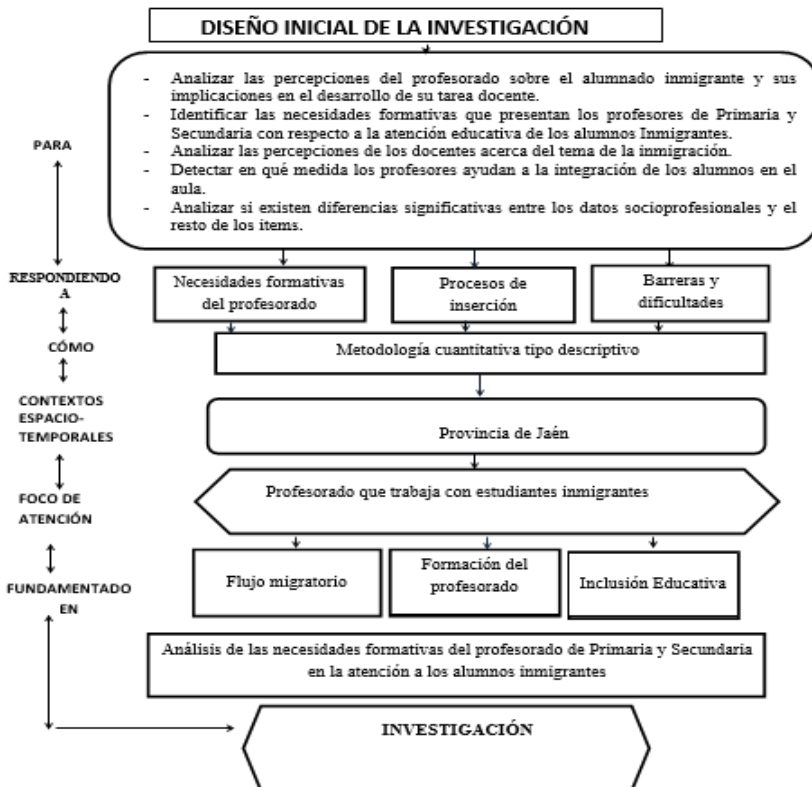 DISEÑO INICIAL DE LA INVESTIGACIÓN
- Analizar las percepciones del profesorado sobre el alumnado inmigrante y sus
implicaciones en el desarrollo de su tarea docente.
- Identificar las necesidades formativas que presentan los profesores de Primaria y
Secundaria con respecto a la atención educativa de los alumnos Inmigrantes.
- Analizar las percepciones de los docentes acerca del tema de la inmigración.
- Detectar en qué medida los profesores ayudan a la integración de los alumnos en el
aula.
- Analizar si existen diferencias significativas entre los datos socioprofesionales y el
resto de los items.
PARA
RESPONDIENDO
A
Necesidades formativas
del profesorado
Procesos de
inserción
Barreras y
dificultades
CÓMO
Metodología cuantitativa tipo descriptivo
CONTEXTOS
ESPACIO-
TEMPORALES
Provincia de Jaén
FOCO DE
ATENCIÓN
Profesorado que trabaja con estudiantes inmigrantes
FUNDAMENTADO
EN
Flujo migratorio
Formación del
profesorado
Inclusión Educativa
Análisis de las necesidades formativas del profesorado de Primaria y Secundaria
en la atención a los alumnos inmigrantes
INVESTIGACIÓN